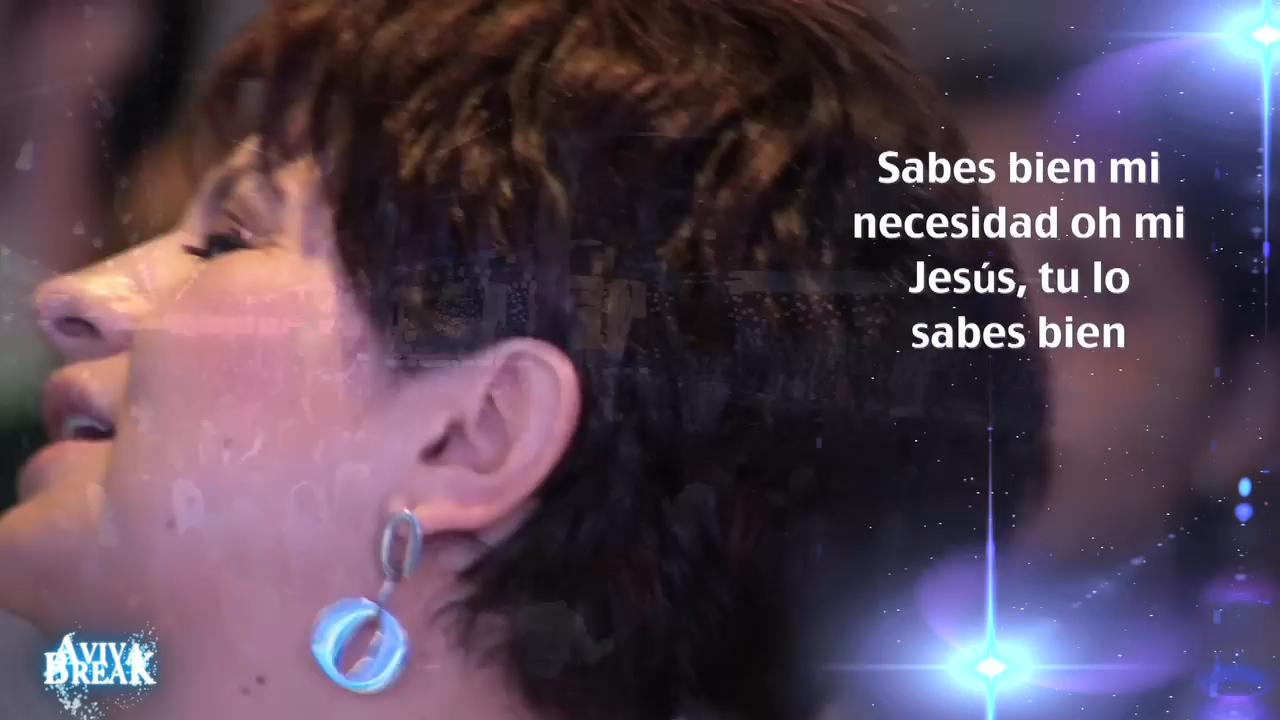 Sabes bien mi
necesidad oh mi
Jesús, tu lo
sabes bien
AVIVA
BREAK